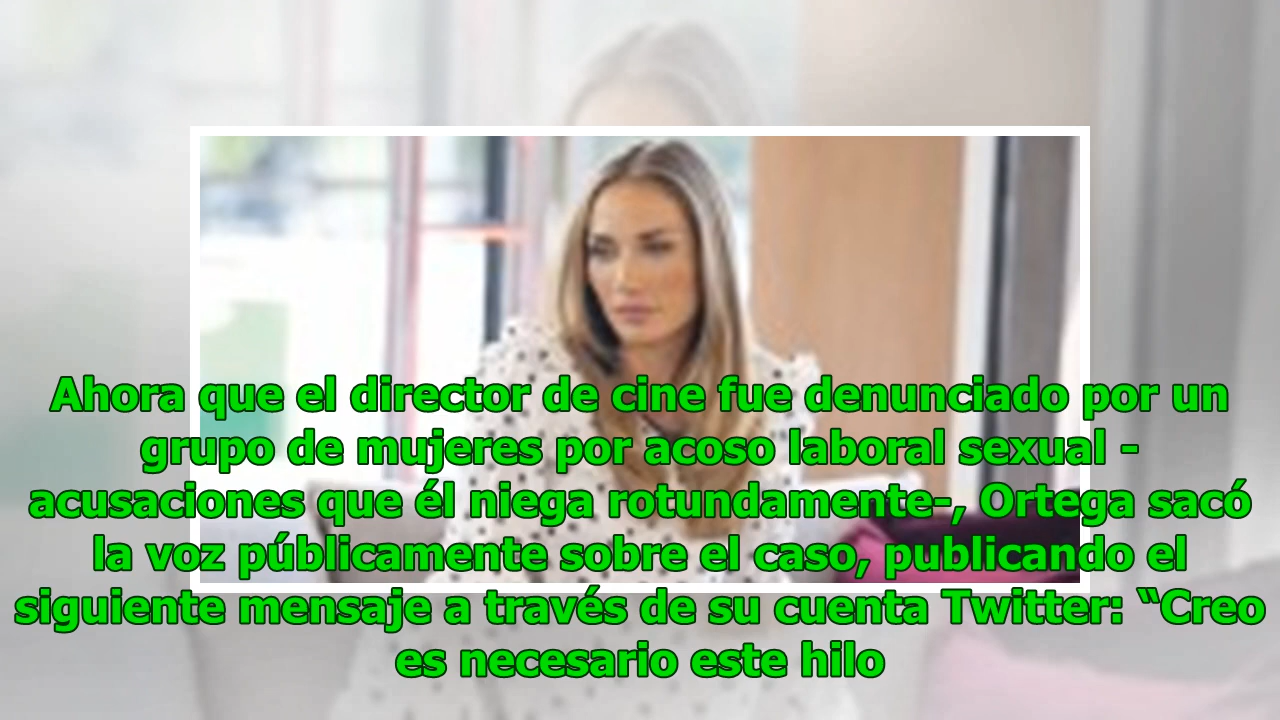 Ahora que el director de cine fue denunciado por un
grupo de mujeres por acoso laboral sexual -
acusaciones que él niega rotundamente-, Ortega sacó
la voz públicamente sobre el caso, publicando el
siguiente mensaje a través de su cuenta Twitter: “Creo
es necesario este hilo